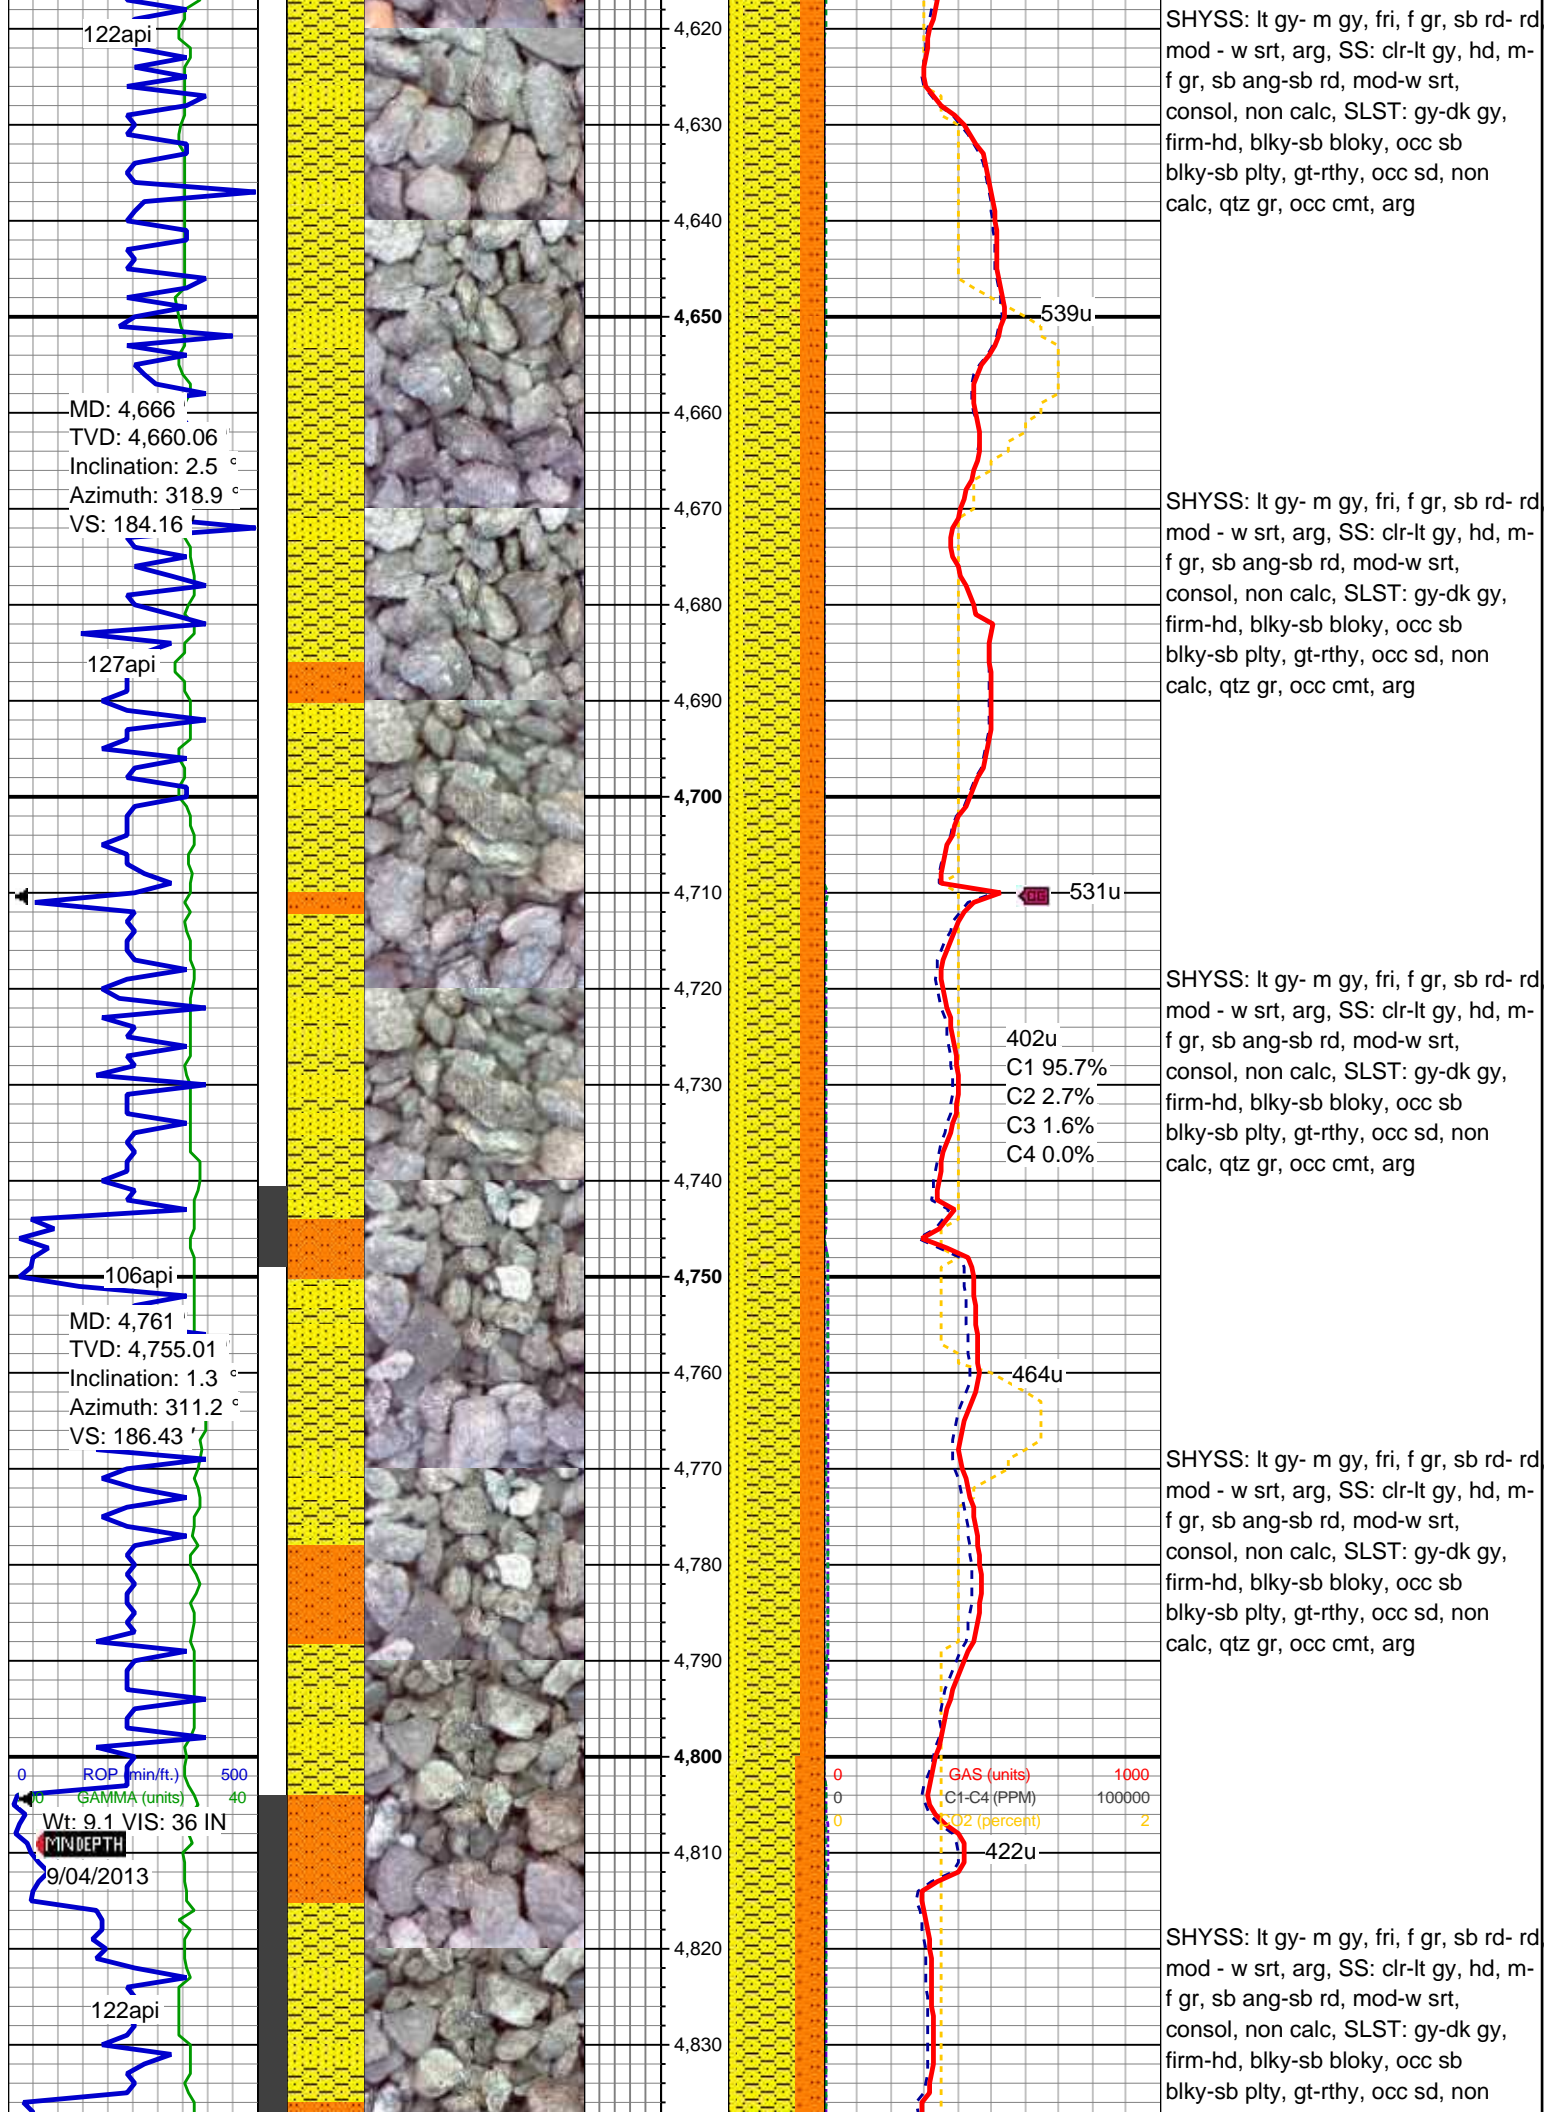 122api
MD: 4,666 '
TVD: 4,660.06 '
Inclination: 2.5 °
Azimuth: 318.9 °
VS: 184.16 '
127api
106api
MD: 4,761 '
TVD: 4,755.01 '
Inclination: 1.3 °
Azimuth: 311.2 °
VS: 186.43 '
0 ROP (min/ft.) 500
GAMMA (units) 40
Wt: 9.1 VIS: 36 IN
MNDEPTH
9/04/2013
122api
4,620
4,630
4,640
4,650
4,660
4,670
4,680
4,690
4,700
4,710
4,720
4,730
4,740
4,750
4,760
4,770
4,780
4,790
4,800
4,810
4,820
4,830
539u
531u
402u
C1 95.7%
C2 2.7%
C3 1.6%
C4 0.0%
464u
0 GAS (units) 1000
0 C1-C4 (PPM) 100000
0 CO2 (percent) 2
422u
SHYSS: lt gy- m gy, fri, f gr, sb rd- rd,
mod - w srt, arg, SS: clr-lt gy, hd, m-
f gr, sb ang-sb rd, mod-w srt,
consol, non calc, SLST: gy-dk gy,
firm-hd, blky-sb bloky, occ sb
blky-sb plty, gt-rthy, occ sd, non
calc, qtz gr, occ cmt, arg
SHYSS: lt gy- m gy, fri, f gr, sb rd- rd,
mod - w srt, arg, SS: clr-lt gy, hd, m-
f gr, sb ang-sb rd, mod-w srt,
consol, non calc, SLST: gy-dk gy,
firm-hd, blky-sb bloky, occ sb
blky-sb plty, gt-rthy, occ sd, non
calc, qtz gr, occ cmt, arg
SHYSS: lt gy- m gy, fri, f gr, sb rd- rd,
mod - w srt, arg, SS: clr-lt gy, hd, m-
f gr, sb ang-sb rd, mod-w srt,
consol, non calc, SLST: gy-dk gy,
firm-hd, blky-sb bloky, occ sb
blky-sb plty, gt-rthy, occ sd, non
calc, qtz gr, occ cmt, arg
SHYSS: lt gy- m gy, fri, f gr, sb rd- rd,
mod - w srt, arg, SS: clr-lt gy, hd, m-
f gr, sb ang-sb rd, mod-w srt,
consol, non calc, SLST: gy-dk gy,
firm-hd, blky-sb bloky, occ sb
blky-sb plty, gt-rthy, occ sd, non
calc, qtz gr, occ cmt, arg
SHYSS: lt gy- m gy, fri, f gr, sb rd- rd,
mod - w srt, arg, SS: clr-lt gy, hd, m-
f gr, sb ang-sb rd, mod-w srt,
consol, non calc, SLST: gy-dk gy,
firm-hd, blky-sb bloky, occ sb
blky-sb plty, gt-rthy, occ sd, non